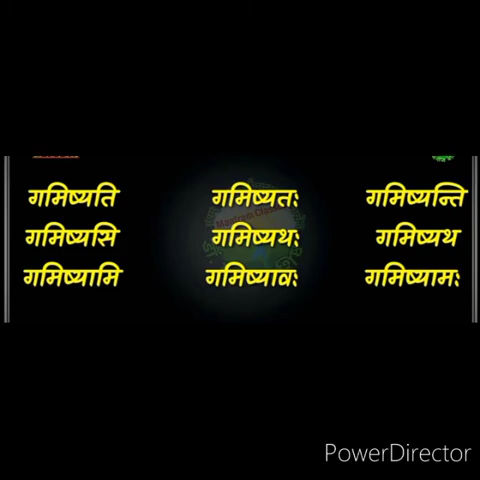 गमिष्यति गमिष्यतः गमिष्यन्ति
गमिष्यसि गमिष्यथः गमिष्यथ
गमिष्यामि गमिष्यावः गमिष्यामः
PowerDirector